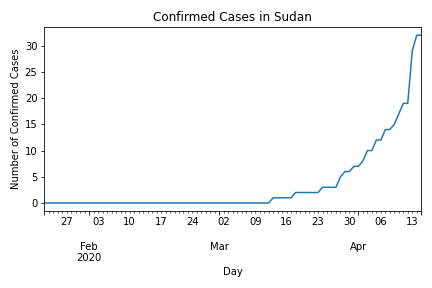 Confirmed Cases in Sudan
Number of Confirmed Cases
30
25
20
15
10
5
0
27 03 10 17 24 02 09 16 23 30 06 13
Feb Mar Apr
2020
Day